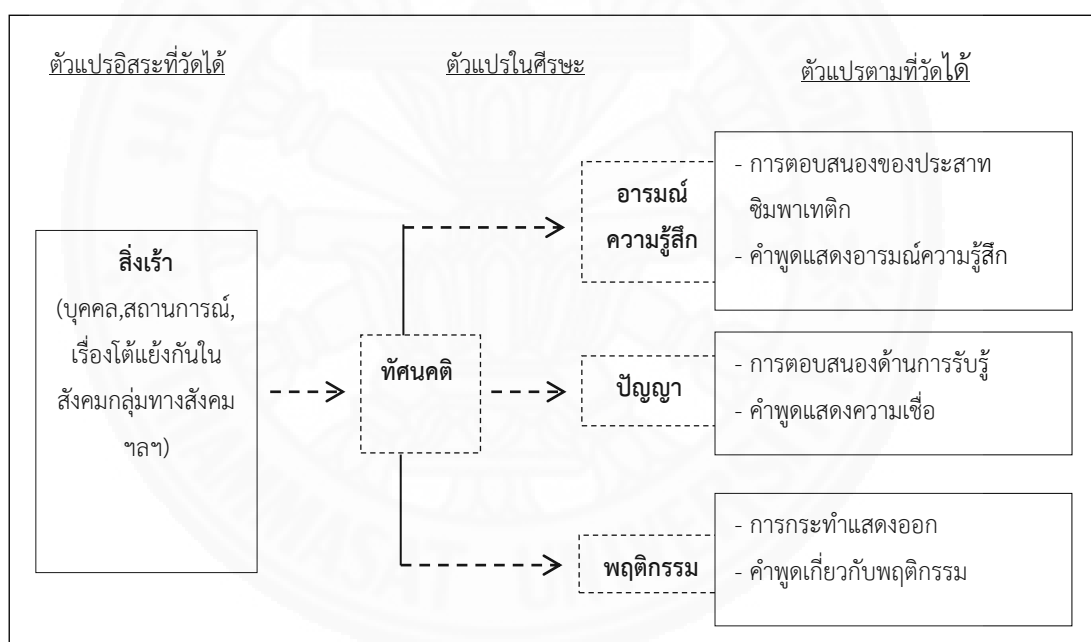 ตัวแปรอิสระที่วัดได้
ตัวแปรในศีรษะ
ตัวแปรตามที่วัดได้
สิ่งเร้า
(บุคคล,สถานการณ์,
เรื่องโต้แย้งกันใน
สังคมกลุ่มทางสังคม
ฯลฯ)
ทัศนคติ
อารมณ์
ความรู้สึก
- การตอบสนองของประสาท
ซิมพาเทติก
- คำพูดแสดงอารมณ์ความรู้สึก
ปัญญา
- การตอบสนองด้านการรับรู้
- คำพูดแสดงความเชื่อ
พฤติกรรม
- การกระทำแสดงออก
- คำพูดเกี่ยวกับพฤติกรรม